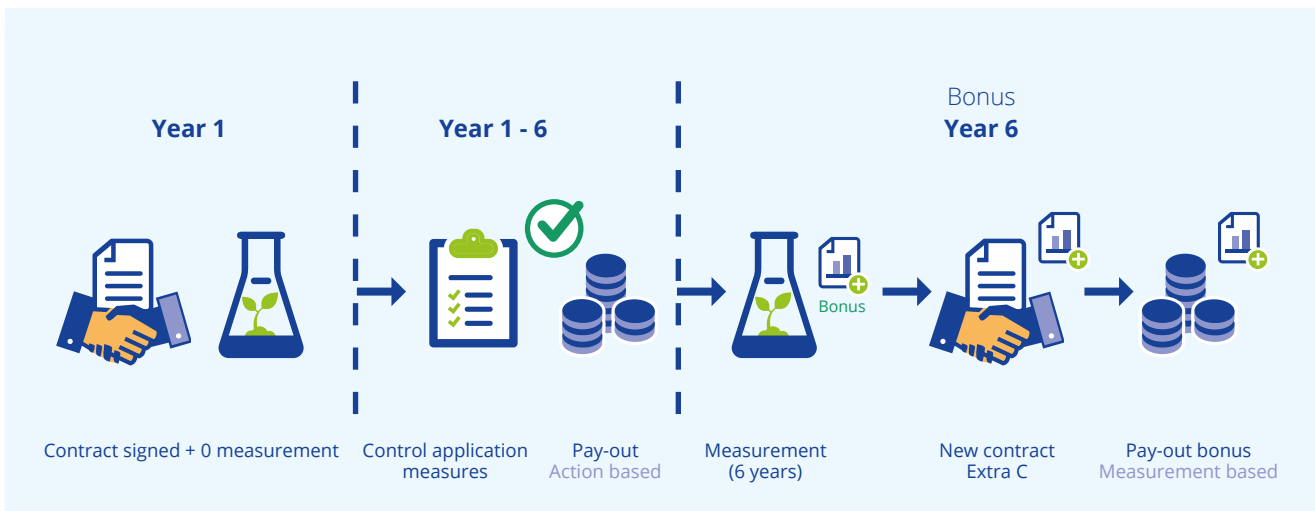 Year 1
Year 1 - 6
Bonus
Year 6
Bonus
Contract signed + 0 measurement
Control application
measures
Pay-out
Action based
Measurement
(6 years)
New contract
Extra C
Pay-out bonus
Measurement based